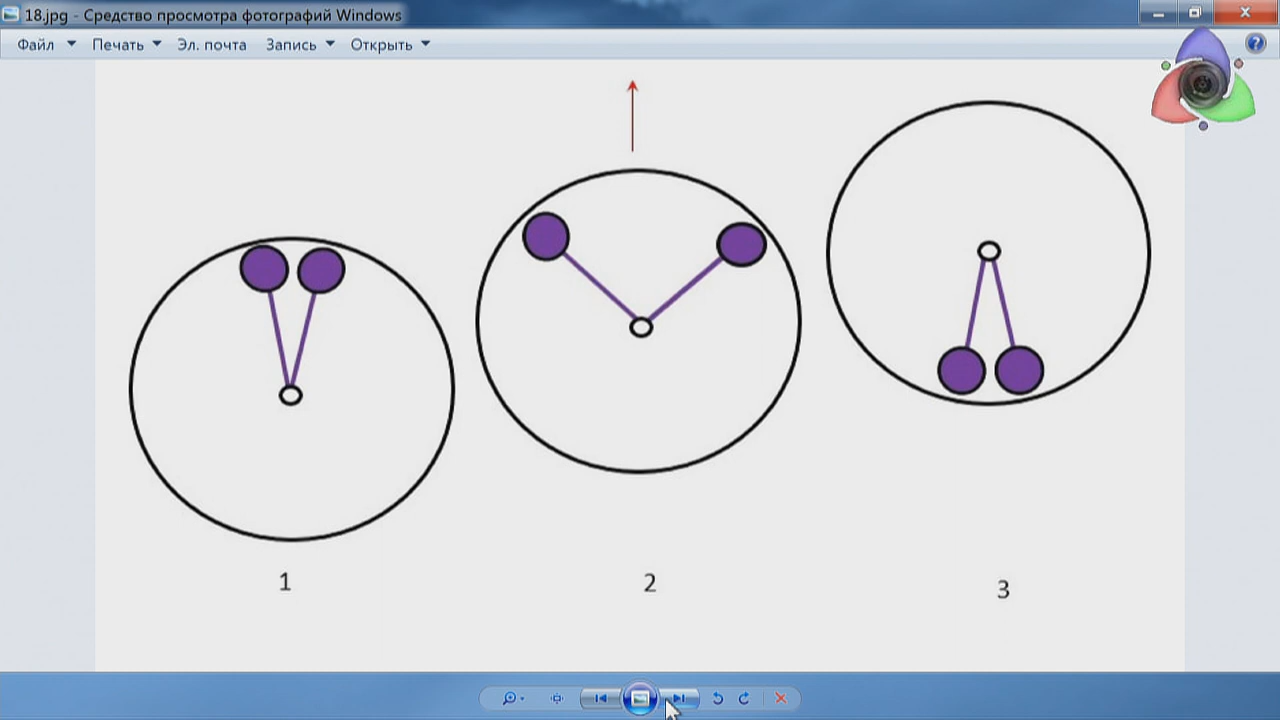 18.jpg - Средство просмотра фотографий Windows
Файл Печать Эл. почта Запись Открыть
1 2 3